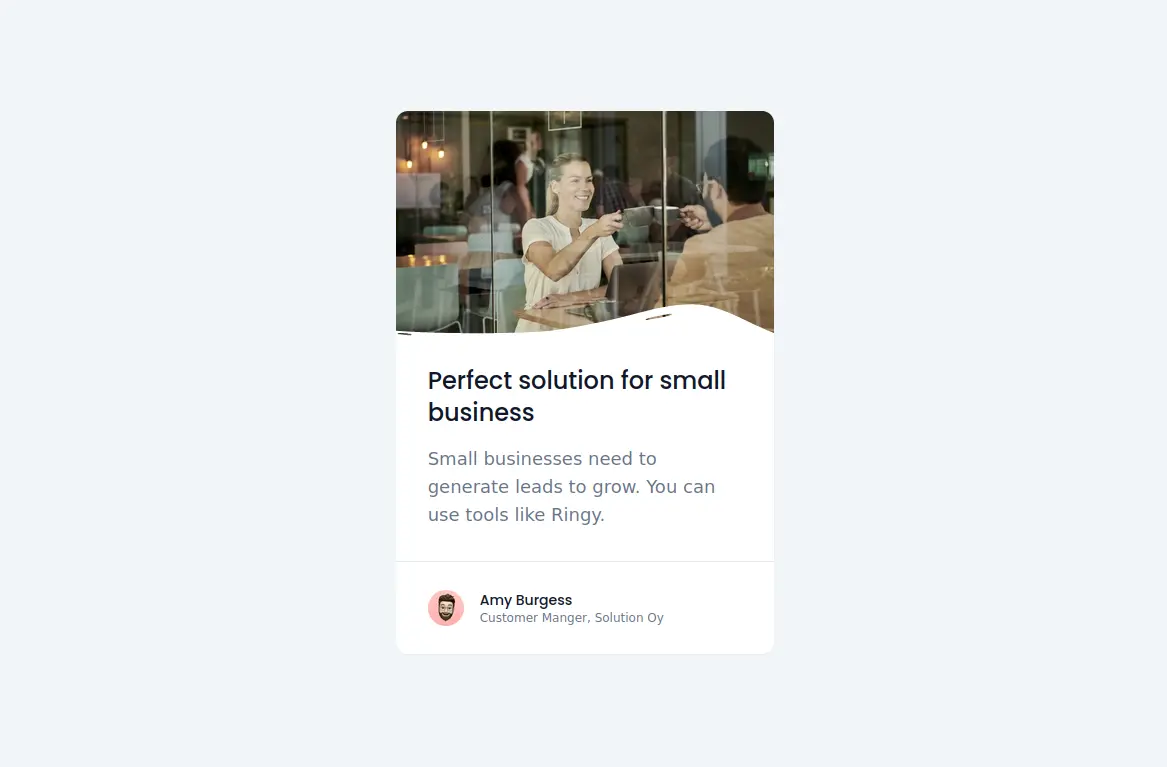 Perfect solution for small
business
Small businesses need to
generate leads to grow. You can
use tools like Ringy.
Amy Burgess
Customer Manger, Solution Oy